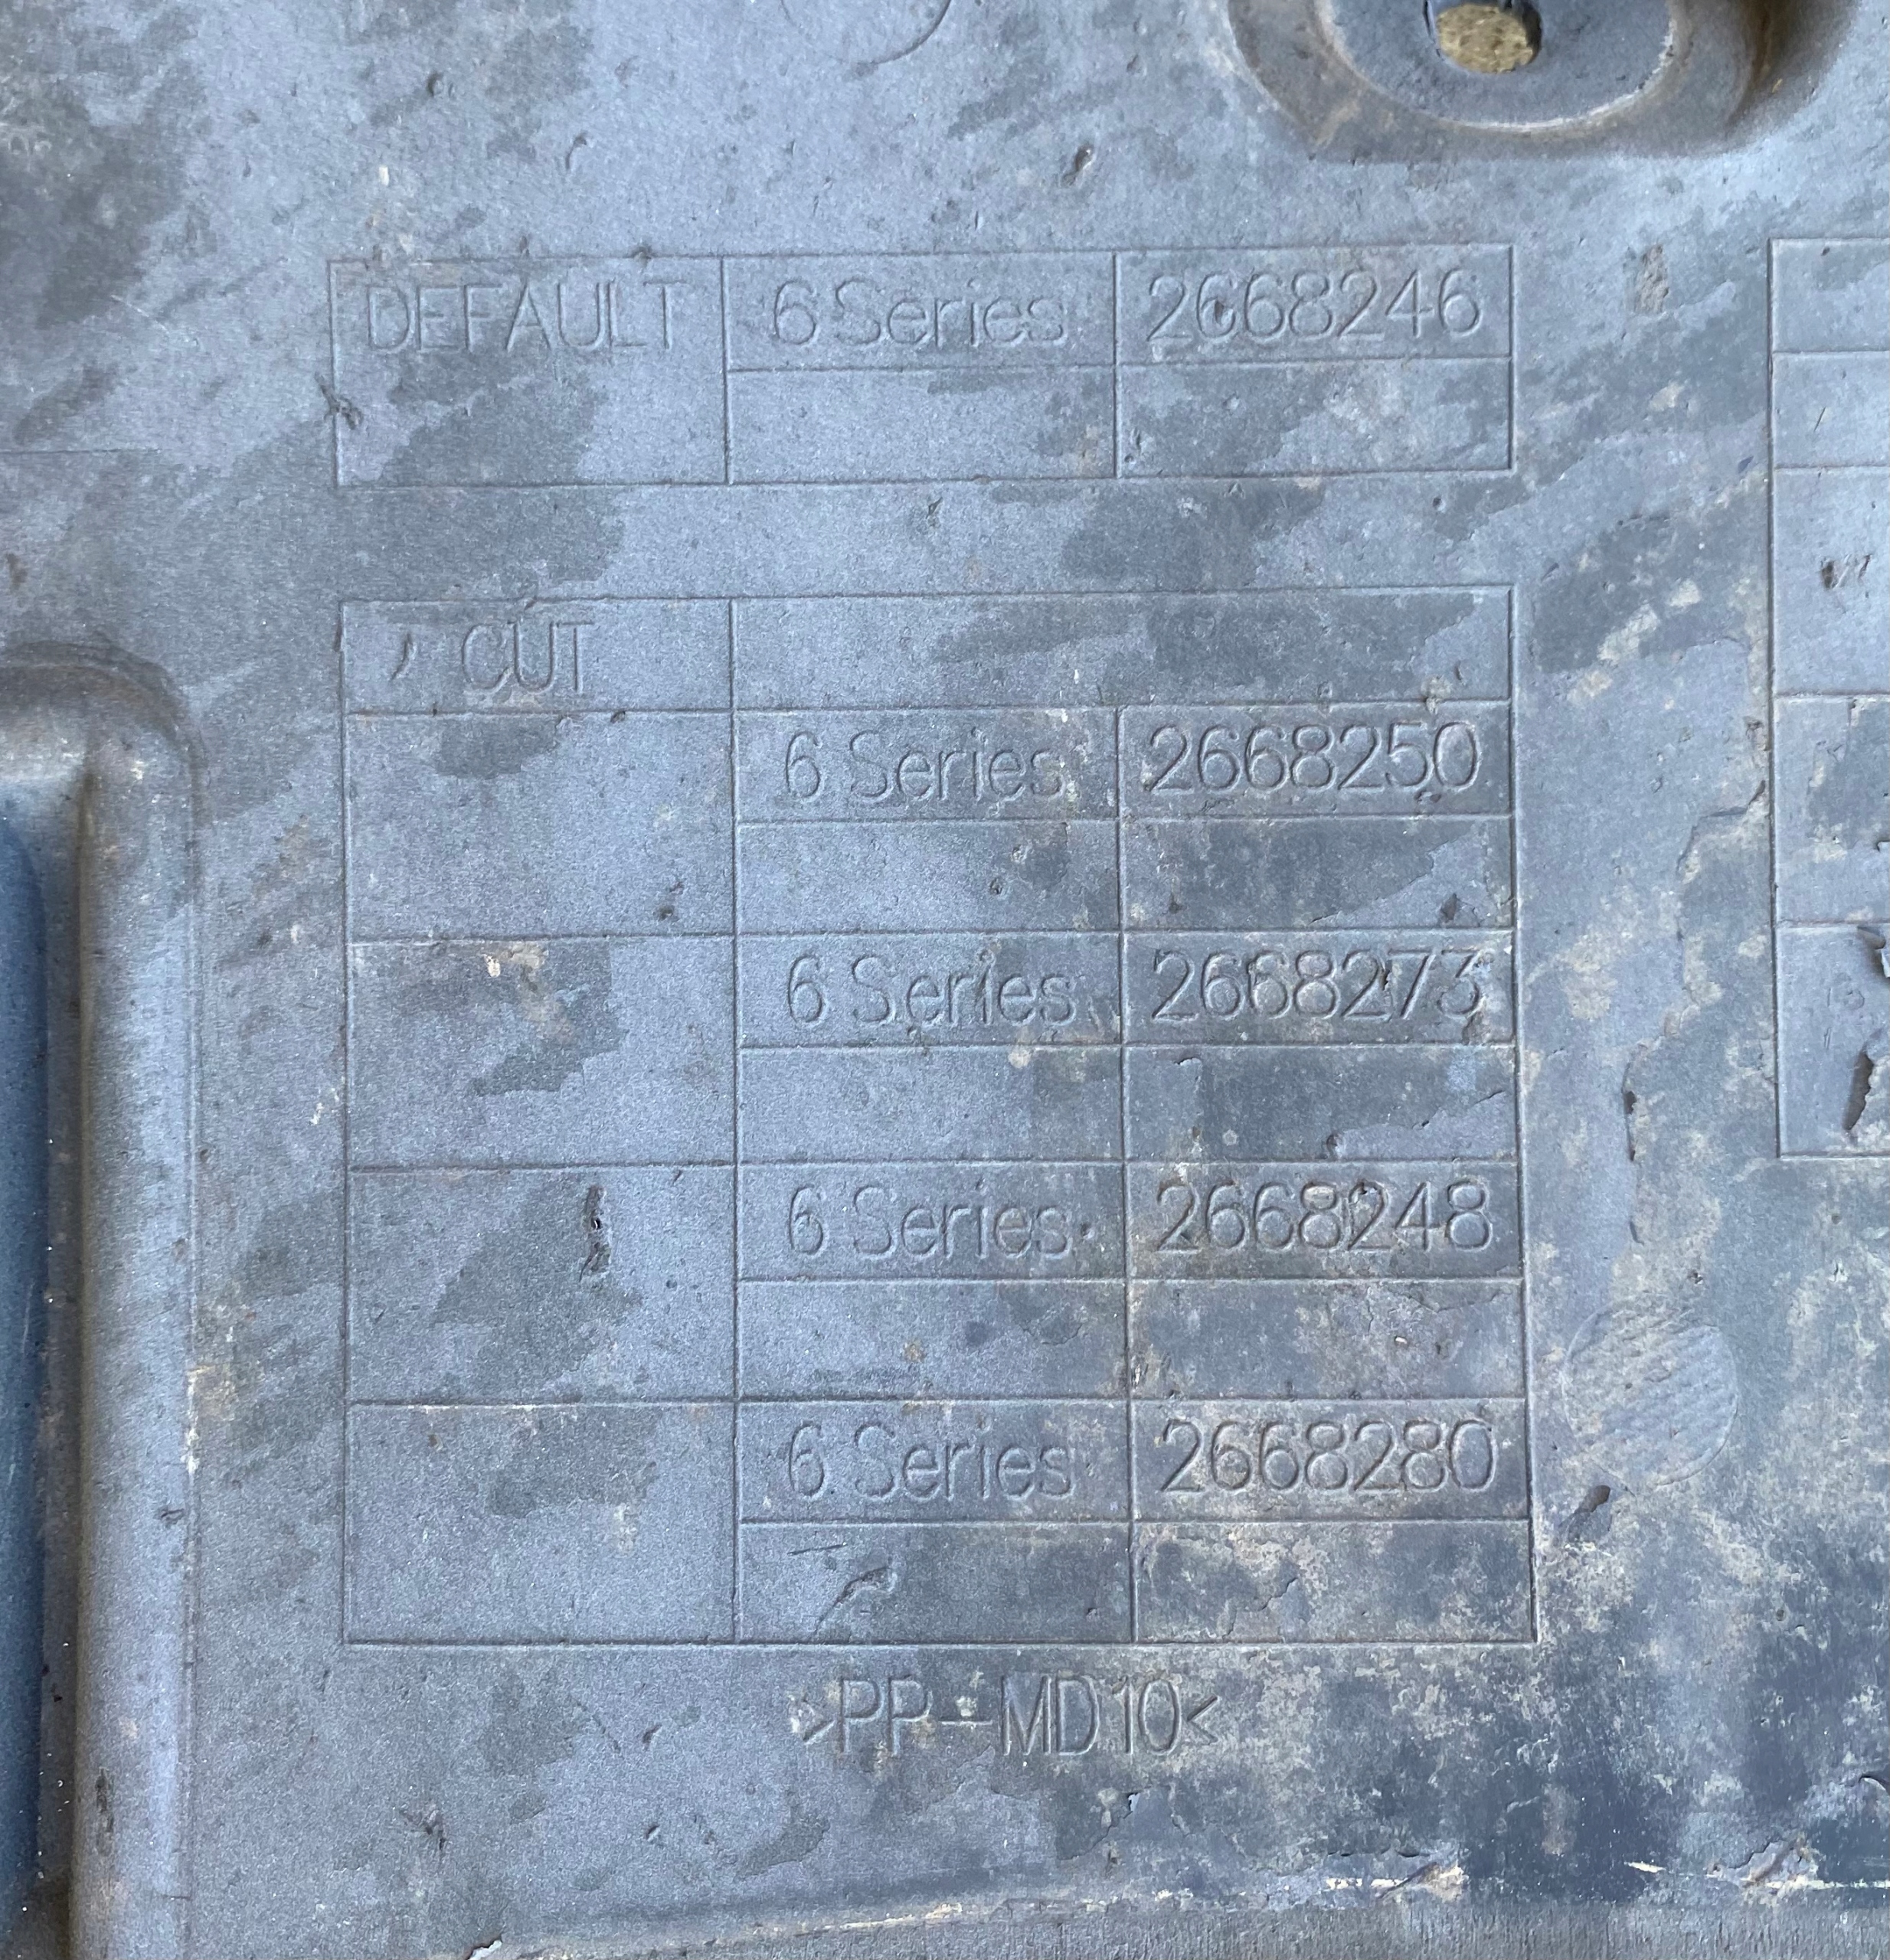 DEFAULT 6 Series 2668246
CUT
6 Series 2668250
6 Series 2668273
6 Series 2668248
6 Series 2668280
>PP-MD10<